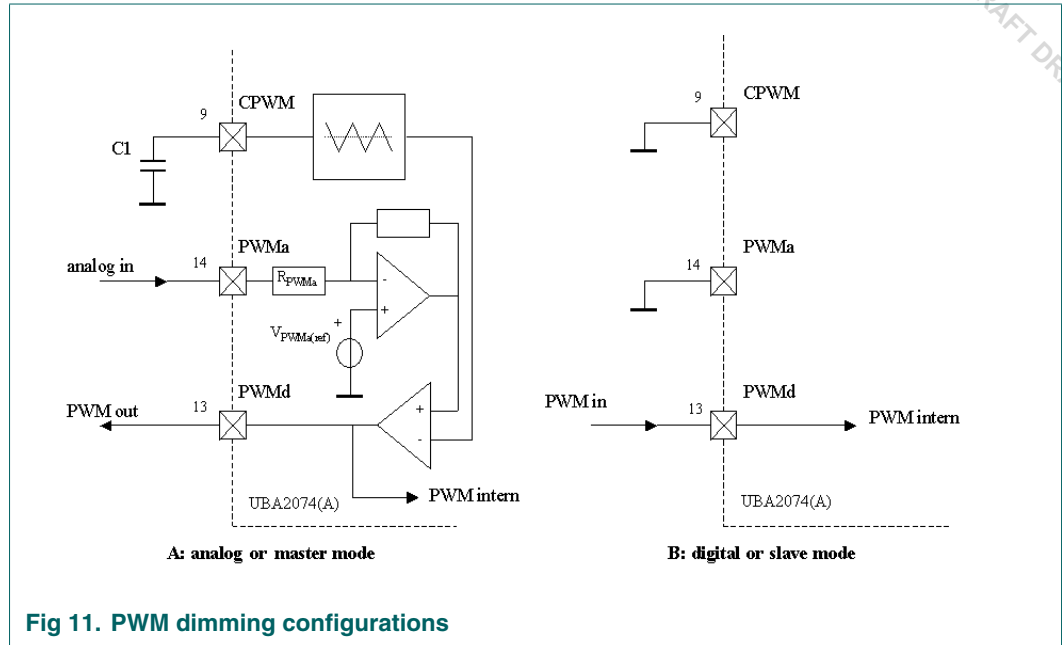 9
CPWM
C1
PWMa
14
analog in
RPWMa
-
+
+
VPWMa(ref)
PWMd
13
PWM out
+
-
PWM intern
UBA2074(A)
A: analog or master mode
9
CPWM
PWMa
14
PWM in
13
PWMd
PWM intern
UBA2074(A)
B: digital or slave mode
Fig 11. PWM dimming configurations